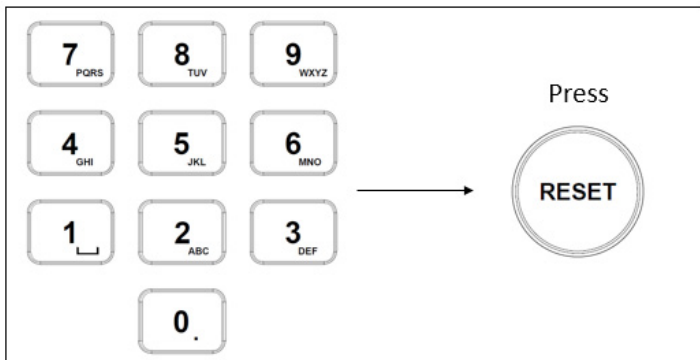 7 PQRS 8 TUV 9 WXYZ
Press
4 GHI 5 JKL 6 MNO
RESET
1 2 ABC 3 DEF
0 .